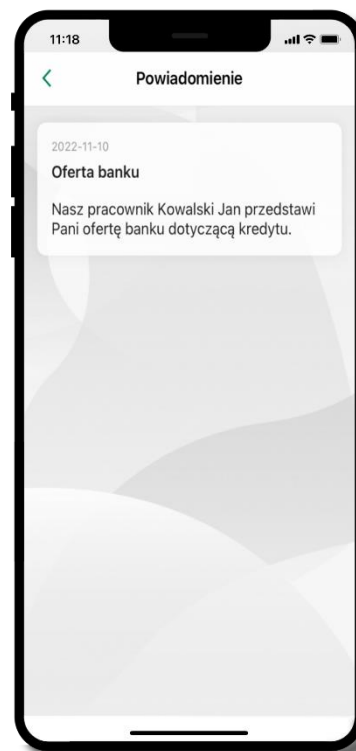 11:18
Powiadomienie
2022-11-10
Oferta banku
Nasz pracownik Kowalski Jan przedstawi
Pani ofertę banku dotyczącą kredytu.